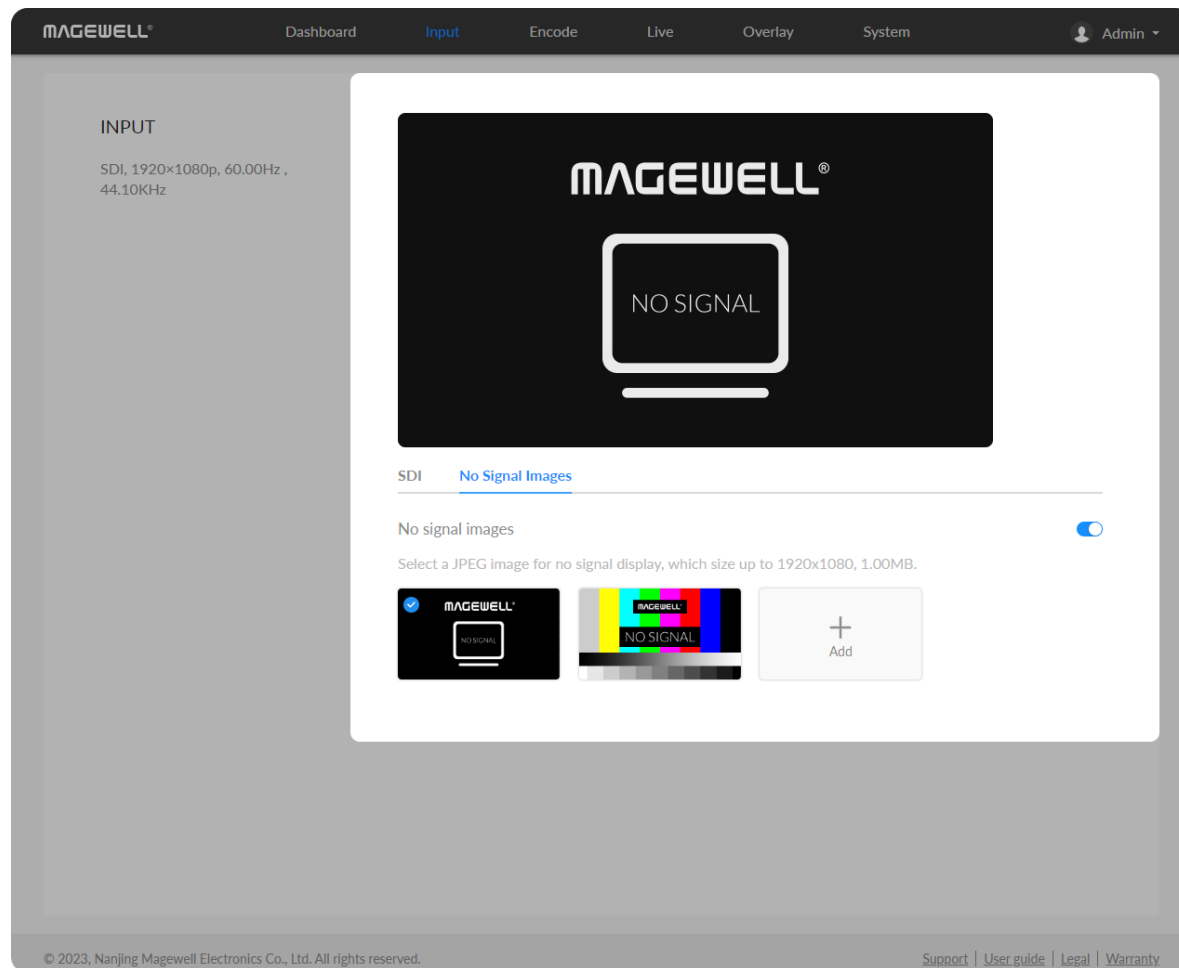 MAGEWELL®
Dashboard
Input
Encode
Live
Overlay
System
Admin
INPUT
SDI, 1920×1080p, 60.00Hz ,
44.10KHz
MAGEWELL®
NO SIGNAL
SDI
No Signal Images
No signal images
Select a JPEG image for no signal display, which size up to 1920x1080, 1.00MB.
MAGEWELL®
NO SIGNAL
MAGEWELL®
NO SIGNAL
Add
© 2023, Nanjing Magewell Electronics Co., Ltd. All rights reserved.
Support | User guide | Legal | Warranty